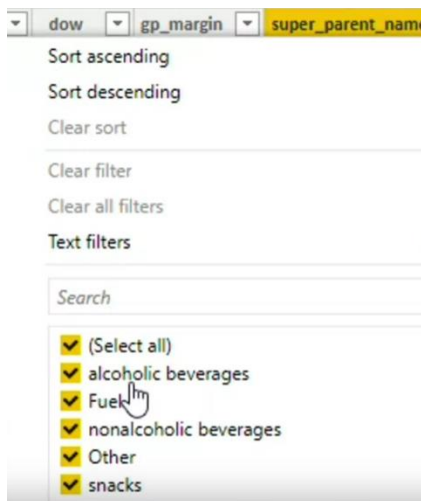 dow gp_margin super_parent_name
Sort ascending
Sort descending
Clear sort
Clear filter
Clear all filters
Text filters
Search
(Select all)
alcoholic beverages
Fuel
nonalcoholic beverages
Other
snacks